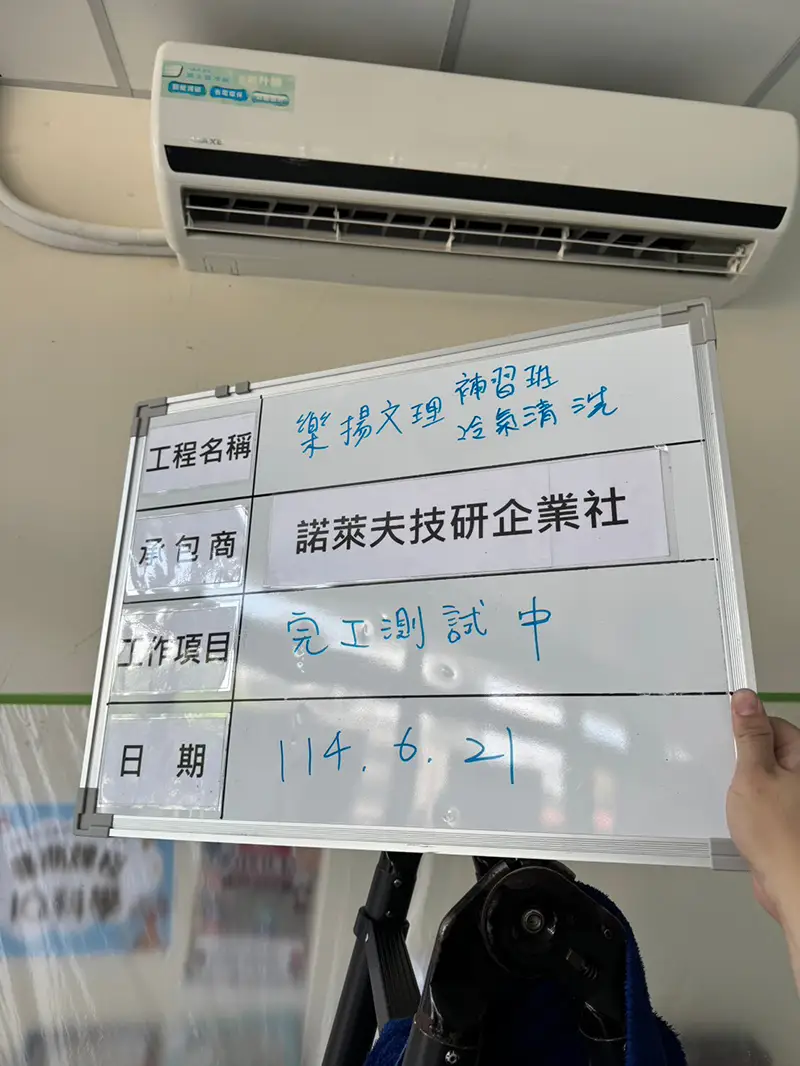 工程名稱
樂揚文理 補習班
冷氣清洗
承包商
諾萊夫技研企業社
工作項目
完工測試中
日期
114.6.21